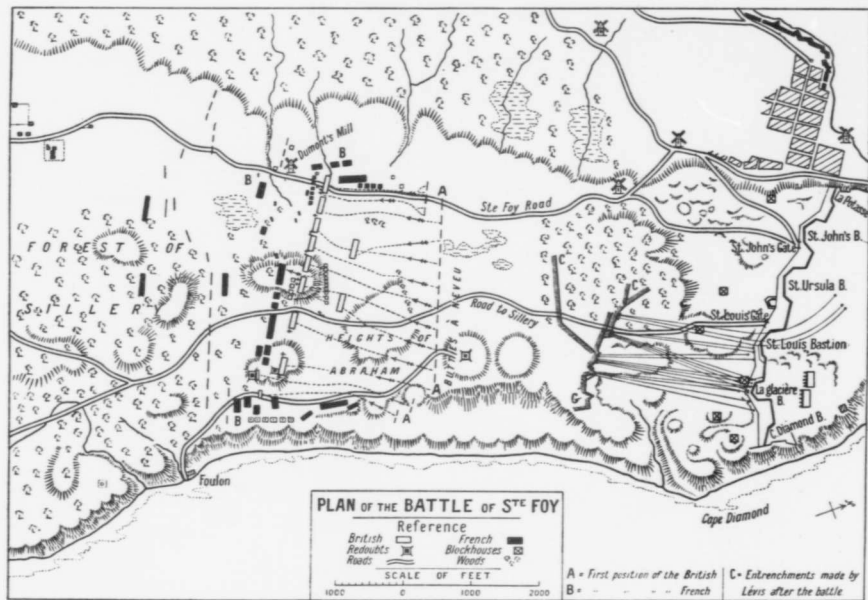 Dumont's Mill
B
B
A
Ste Foy Road
La Potasse
St. John's B.
St. John's Gate
FOREST OF
SILLERY
C
C
St. Ursula B.
BUTTES À NEVEU
Road to Sillery
St. Louis Gate
HEIGHTS OF
ABRAHAM
St. Louis Bastion
La glacière B.
A
C
C. Diamond B.
B
A
Foulon
Cape Diamond
N
PLAN OF THE BATTLE OF STE FOY
Reference
British French
Redoubts Blockhouses
Roads Woods
SCALE OF FEET
1000 0 1000 2000
A = First position of the British
B = " " " French
C = Entrenchments made by
Lévis after the battle